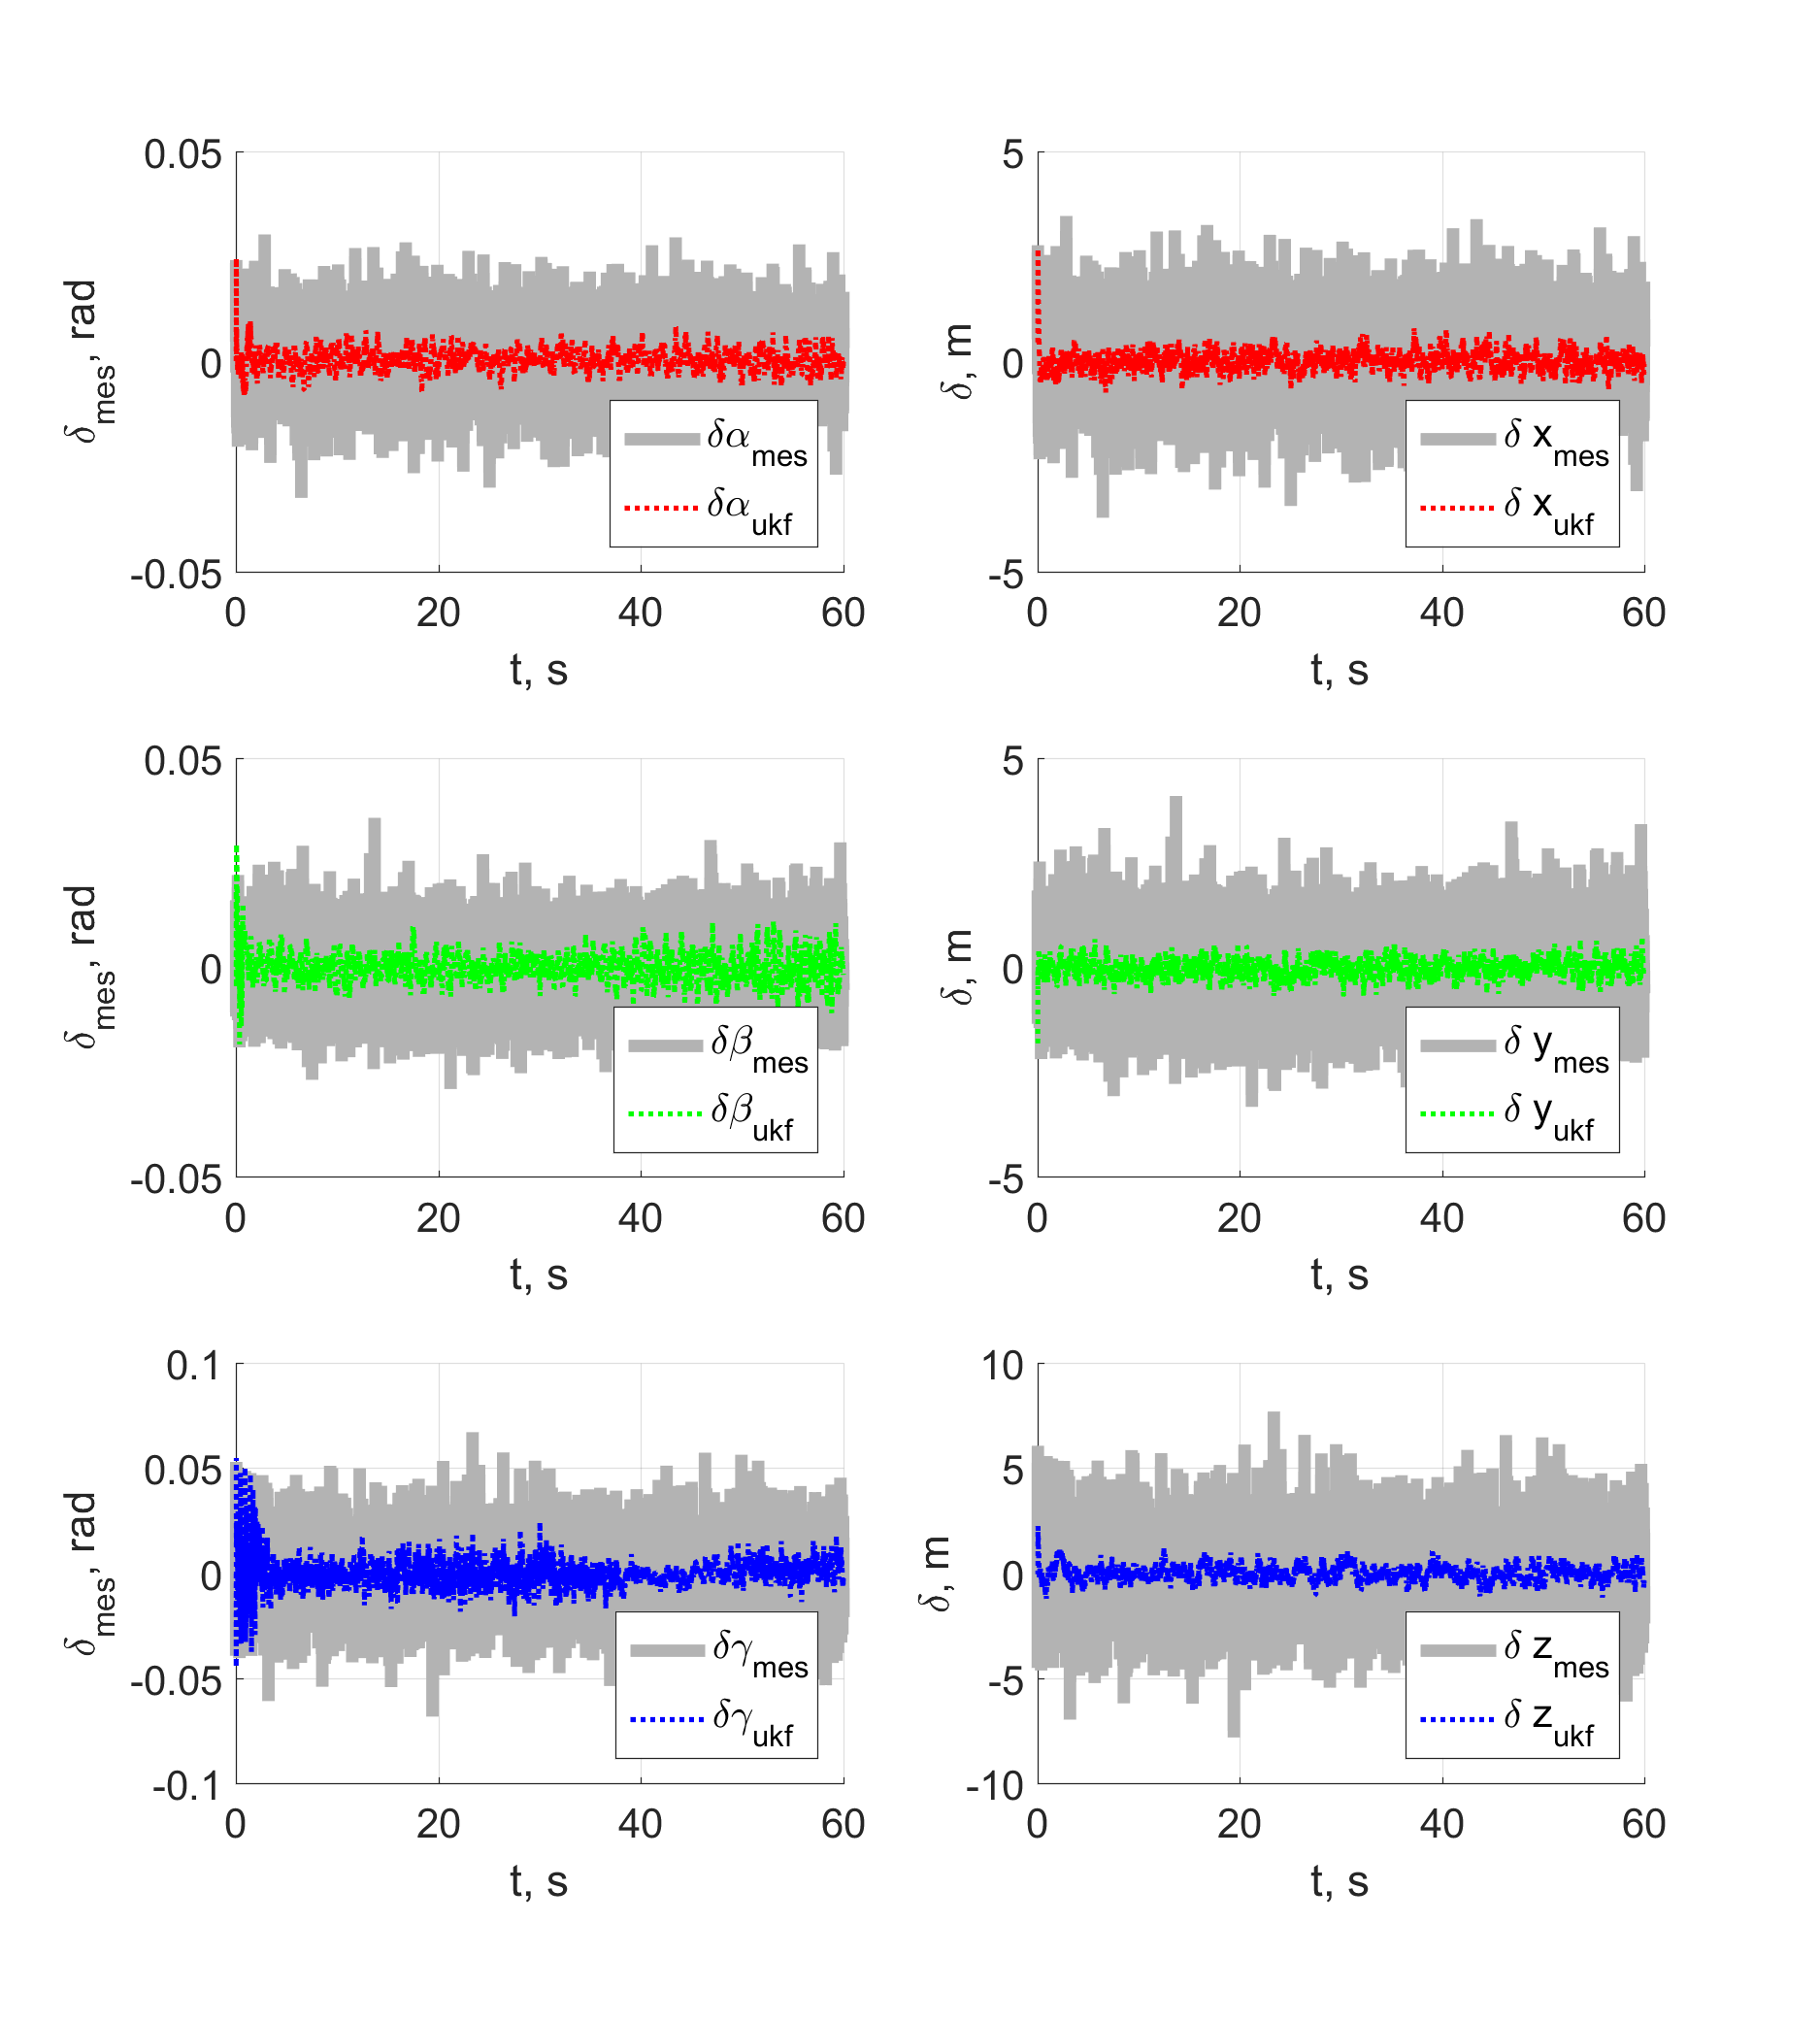 0.05
0
-0.05
δ_mes, rad
δα_mes
δα_ukf
0 20 40 60
t, s
5
0
-5
δ, m
δ x_mes
δ x_ukf
0 20 40 60
t, s
0.05
0
-0.05
δ_mes, rad
δβ_mes
δβ_ukf
0 20 40 60
t, s
5
0
-5
δ, m
δ y_mes
δ y_ukf
0 20 40 60
t, s
0.1
0.05
0
-0.05
-0.1
δ_mes, rad
δγ_mes
δγ_ukf
0 20 40 60
t, s
10
5
0
-5
-10
δ, m
δ z_mes
δ z_ukf
0 20 40 60
t, s